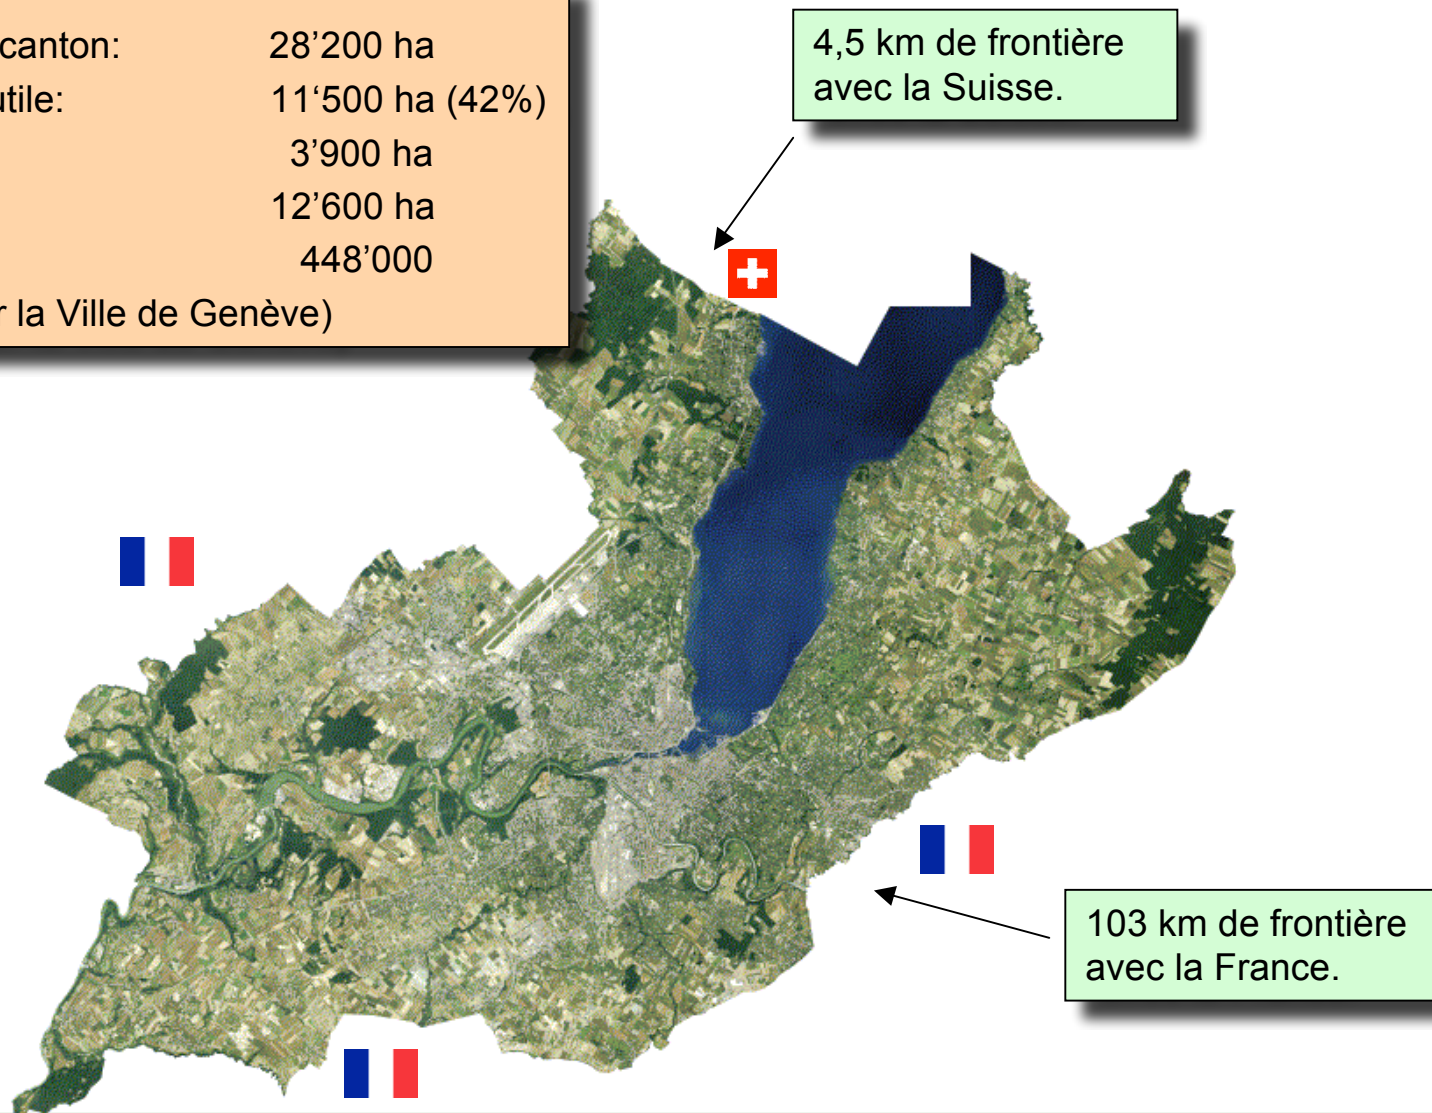 canton: 28’200 ha
utile: 11‘500 ha (42%)
3’900 ha
12’600 ha
448’000
la Ville de Genève)
4,5 km de frontière
avec la Suisse.
103 km de frontière
avec la France.